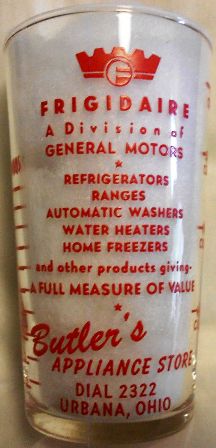 FRIGIDAIRE
A Division of
GENERAL MOTORS
REFRIGERATORS
RANGES
AUTOMATIC WASHERS
WATER HEATERS
HOME FREEZERS
and other products giving-
A FULL MEASURE OF VALUE
Butler's
APPLIANCE STORE
DIAL 2322
URBANA, OHIO